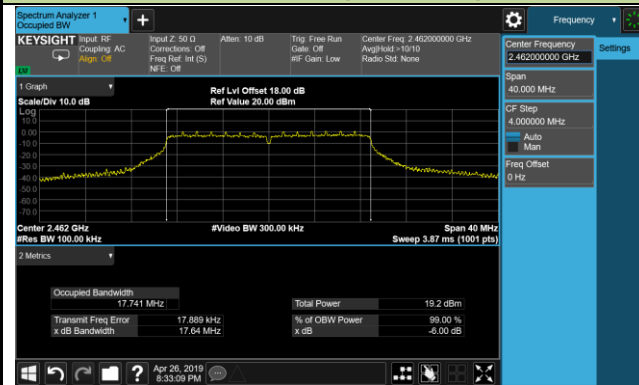 Spectrum Analyzer 1
Occupied BW
Frequency
KEYSIGHT
Input: RF
Coupling: AC
Align: Off
Input Z: 50 Ω
Corrections: Off
Freq Ref: Int (S)
NFE: Off
Atten: 10 dB
Trig: Free Run
Gate: Off
#IF Gain: Low
Center Freq: 2.462000000 GHz
Avg|Hold:>10/10
Radio Std: None
Center Frequency
2.462000000 GHz
Settings
Span
40.000 MHz
CF Step
4.000000 MHz
Auto
Man
Freq Offset
0 Hz
1 Graph
Scale/Div 10.0 dB
Ref Lvl Offset 18.00 dB
Ref Value 20.00 dBm
Log
10.0
0.00
-10.0
-20.0
-30.0
-40.0
-50.0
-60.0
-70.0
Center 2.462 GHz
#Video BW 300.00 kHz
Span 40 MHz
#Res BW 100.00 kHz
Sweep 3.87 ms (1001 pts)
2 Metrics
Occupied Bandwidth
17.741 MHz
Total Power 19.2 dBm
Transmit Freq Error 17.889 kHz
% of OBW Power 99.00 %
x dB Bandwidth 17.64 MHz
x dB -6.00 dB
Apr 26, 2019
8:33:09 PM